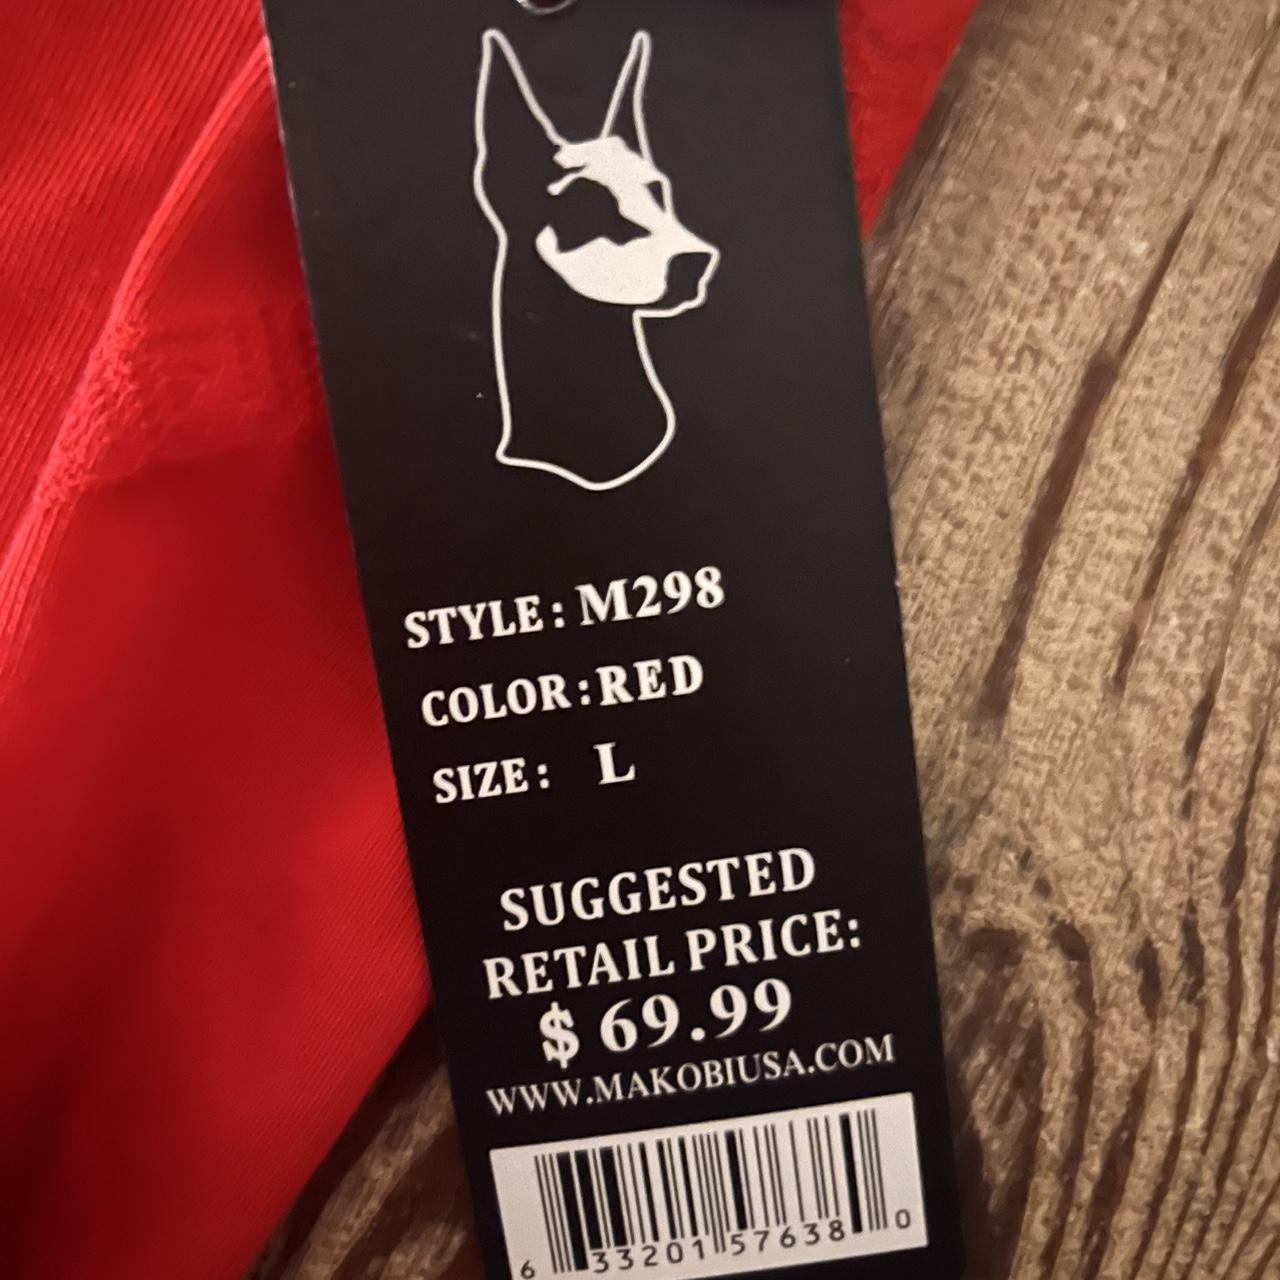 STYLE: M298
COLOR: RED
SIZE: L
SUGGESTED
RETAIL PRICE:
$ 69.99
WWW.MAKOBIUSA.COM
6 33201 57638 0